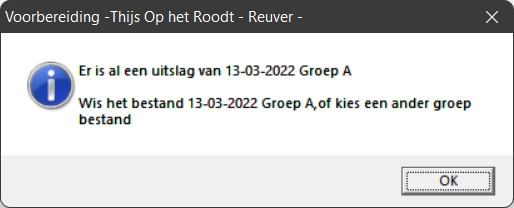 Voorbereiding -Thijs Op het Roodt - Reuver -
Er is al een uitslag van 13-03-2022 Groep A
Wis het bestand 13-03-2022 Groep A,of kies een ander groep
bestand
OK